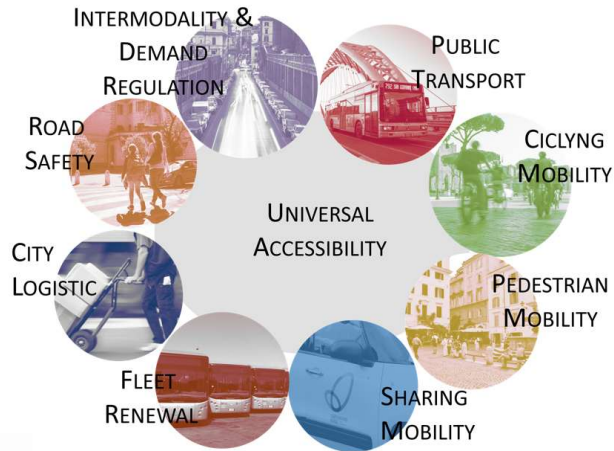 INTERMODALITY &
DEMAND
REGULATION
PUBLIC
TRANSPORT
ROAD
SAFETY
CICLYNG
MOBILITY
UNIVERSAL
ACCESSIBILITY
CITY
LOGISTIC
PEDESTRIAN
MOBILITY
FLEET
RENEWAL
SHARING
MOBILITY